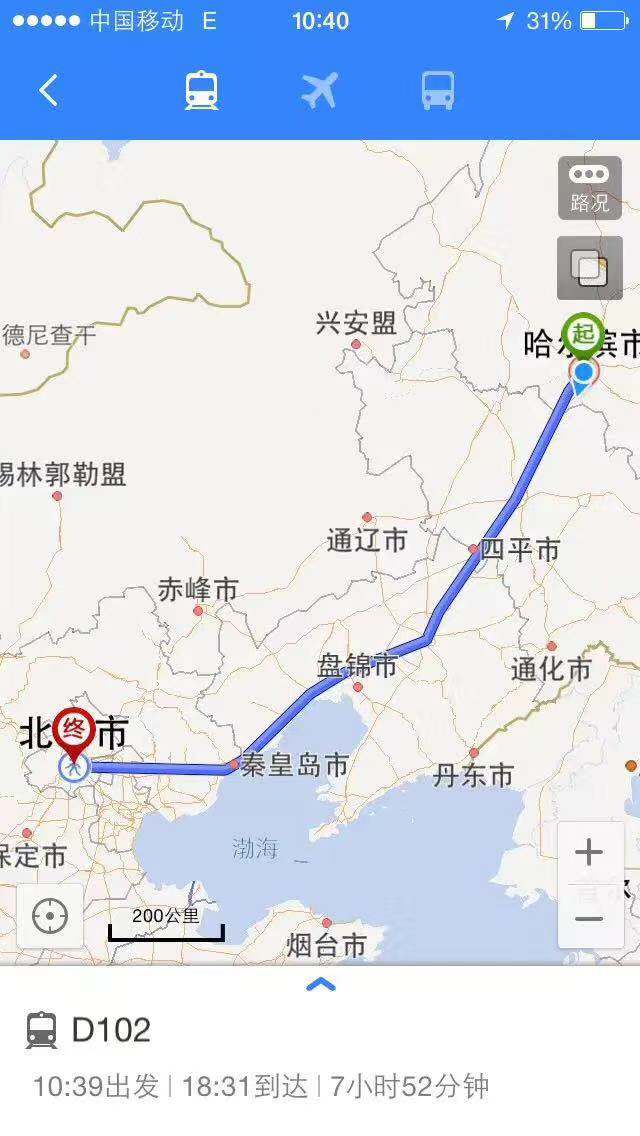 中国移动 E 10:40 31%
路况
德尼查干
兴安盟
起
哈尔滨市
锡林郭勒盟
通辽市
四平市
赤峰市
盘锦市
通化市
北 市
终
秦皇岛市
丹东市
渤海
保定市
200公里
烟台市
D102
10:39出发 | 18:31到达 | 7小时52分钟